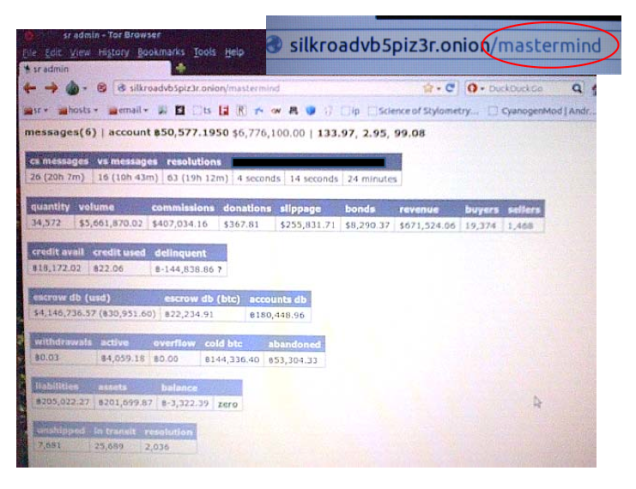 sr admin - Tor Browser
silkroadvb5piz3r.onion/mastermind
File Edit View History Bookmarks Tools Help
sr admin
silkroadvb5piz3r.onion/mastermind DuckDuckGo
sr hosts email ts ip Science of Stylometry... CyanogenMod | Andr...
messages(6) | account ฿50,577.1950 $6,776,100.00 | 133.97, 2.95, 99.08
cs messages vs messages resolutions
26 (20h 7m) 16 (10h 43m) 63 (19h 12m) 4 seconds 14 seconds 24 minutes
quantity volume commissions donations slippage bonds revenue buyers sellers
34,572 $5,661,870.02 $407,034.16 $367.81 $255,831.71 $8,290.37 $671,524.06 19,374 1,468
credit avail credit used delinquent
฿18,172.02 ฿22.06 ฿-144,838.86 ?
escrow db (usd) escrow db (btc) accounts db
$4,146,736.57 (฿30,951.60) ฿22,234.91 ฿180,448.96
withdrawals active overflow cold btc abandoned
฿0.03 ฿4,059.18 ฿0.00 ฿144,336.40 ฿53,304.33
liabilities assets balance
฿205,022.27 ฿201,699.87 ฿-3,322.39 zero
unshipped in transit resolution
7,681 25,689 2,036